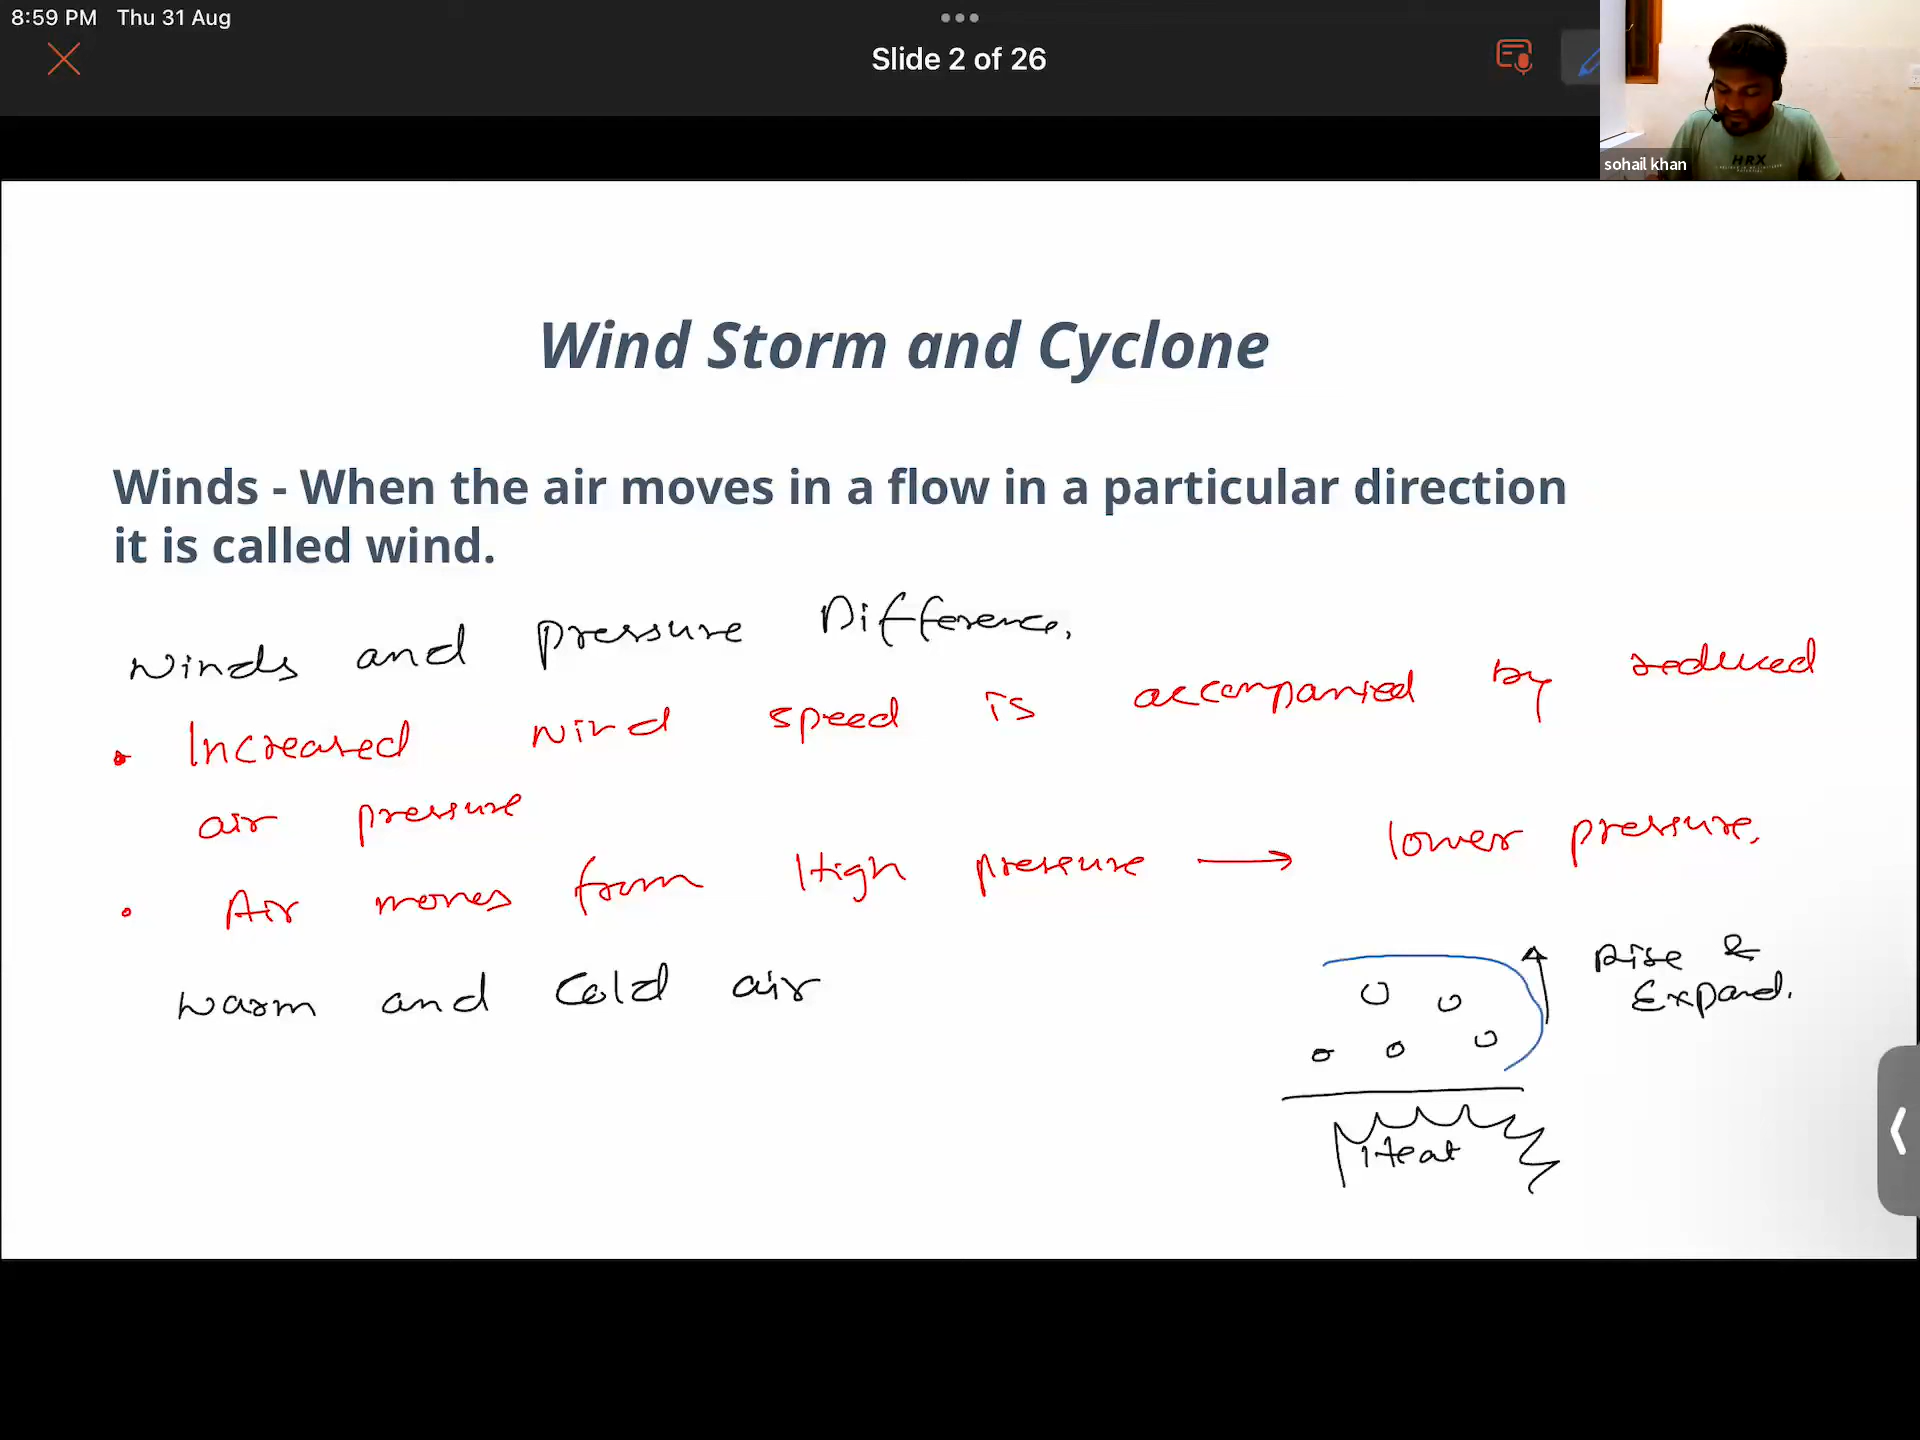 8:59 PM Thu 31 Aug
Slide 2 of 26
HRX
sohail khan
Wind Storm and Cyclone
Winds - When the air moves in a flow in a particular direction
it is called wind.
Winds and pressure Difference.
• Increased wind speed is accompanied by reduced
air pressure
• Air moves from High pressure → lower pressure.
Warm and Cold air
Rise &
Expand.
Heat